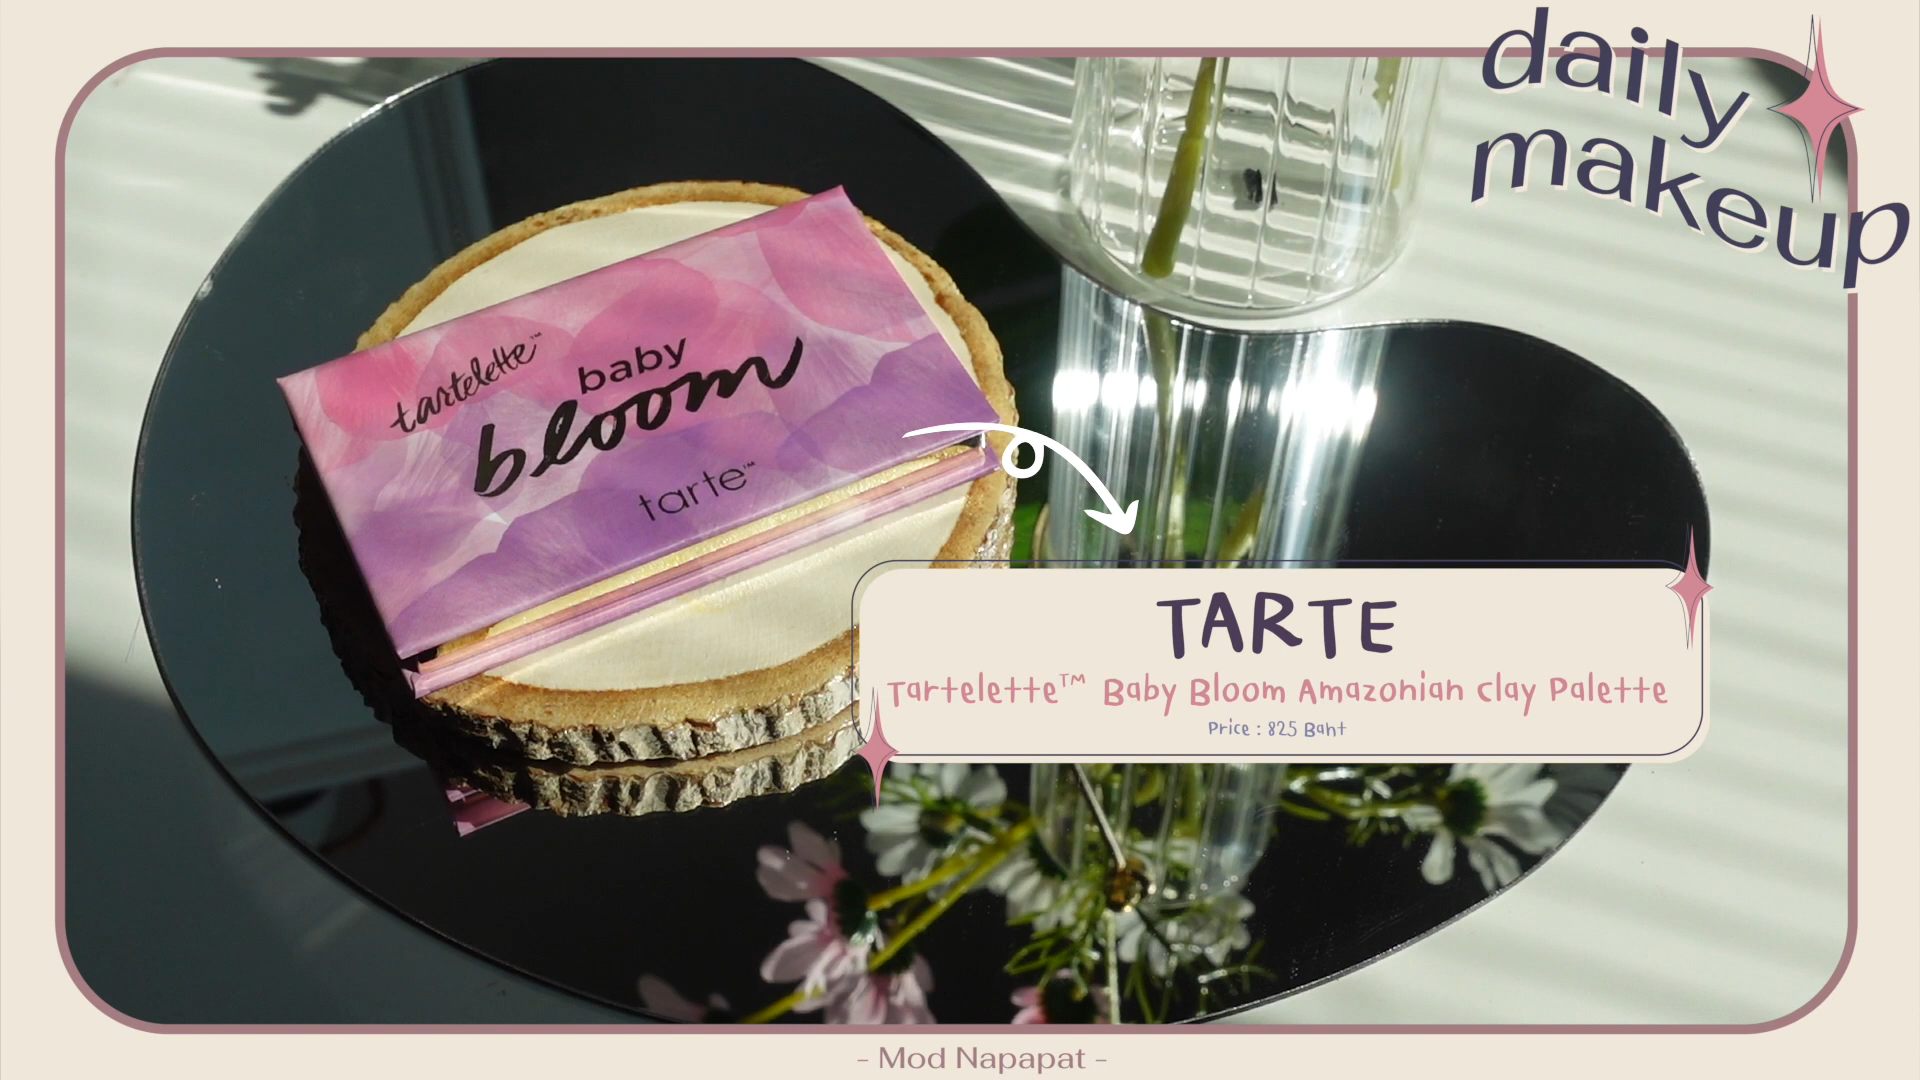 daily
makeup
tartelette™
baby
bloom
tarte™
TARTE
Tartelette™ Baby Bloom Amazonian Clay Palette
Price : 825 Baht
- Mod Napapat -